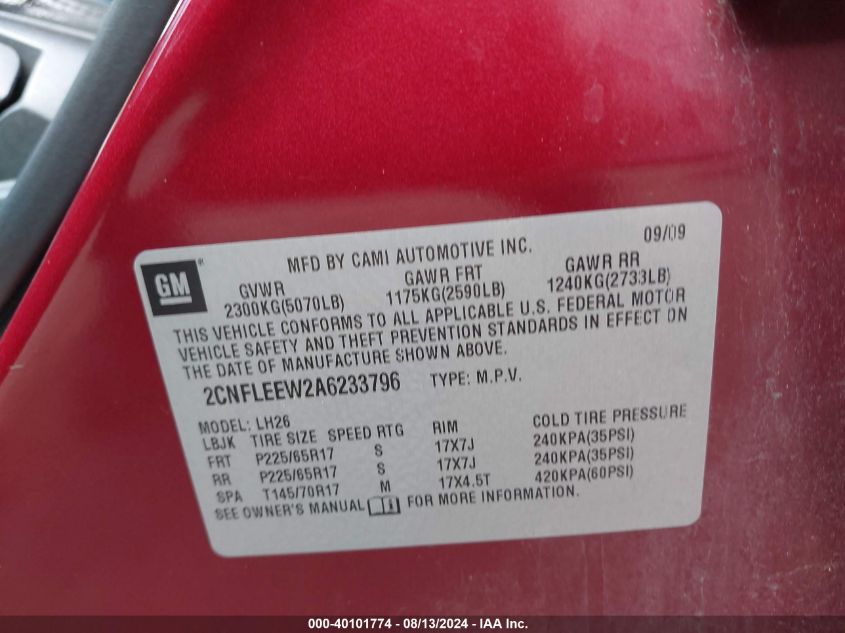 GM
MFD BY CAMI AUTOMOTIVE INC. 09/09
GVWR GAWR FRT GAWR RR
2300KG(5070LB) 1175KG(2590LB) 1240KG(2733LB)
THIS VEHICLE CONFORMS TO ALL APPLICABLE U.S. FEDERAL MOTOR
VEHICLE SAFETY AND THEFT PREVENTION STANDARDS IN EFFECT ON
THE DATE OF MANUFACTURE SHOWN ABOVE.
2CNFLEEW2A6233796 TYPE: M.P.V.
MODEL: LH26
LBJK TIRE SIZE SPEED RTG RIM COLD TIRE PRESSURE
FRT P225/65R17 S 17X7J 240KPA(35PSI)
RR P225/65R17 S 17X7J 240KPA(35PSI)
SPA T145/70R17 M 17X4.5T 420KPA(60PSI)
SEE OWNER'S MANUAL FOR MORE INFORMATION.
000-40101774 - 08/13/2024 - IAA Inc.